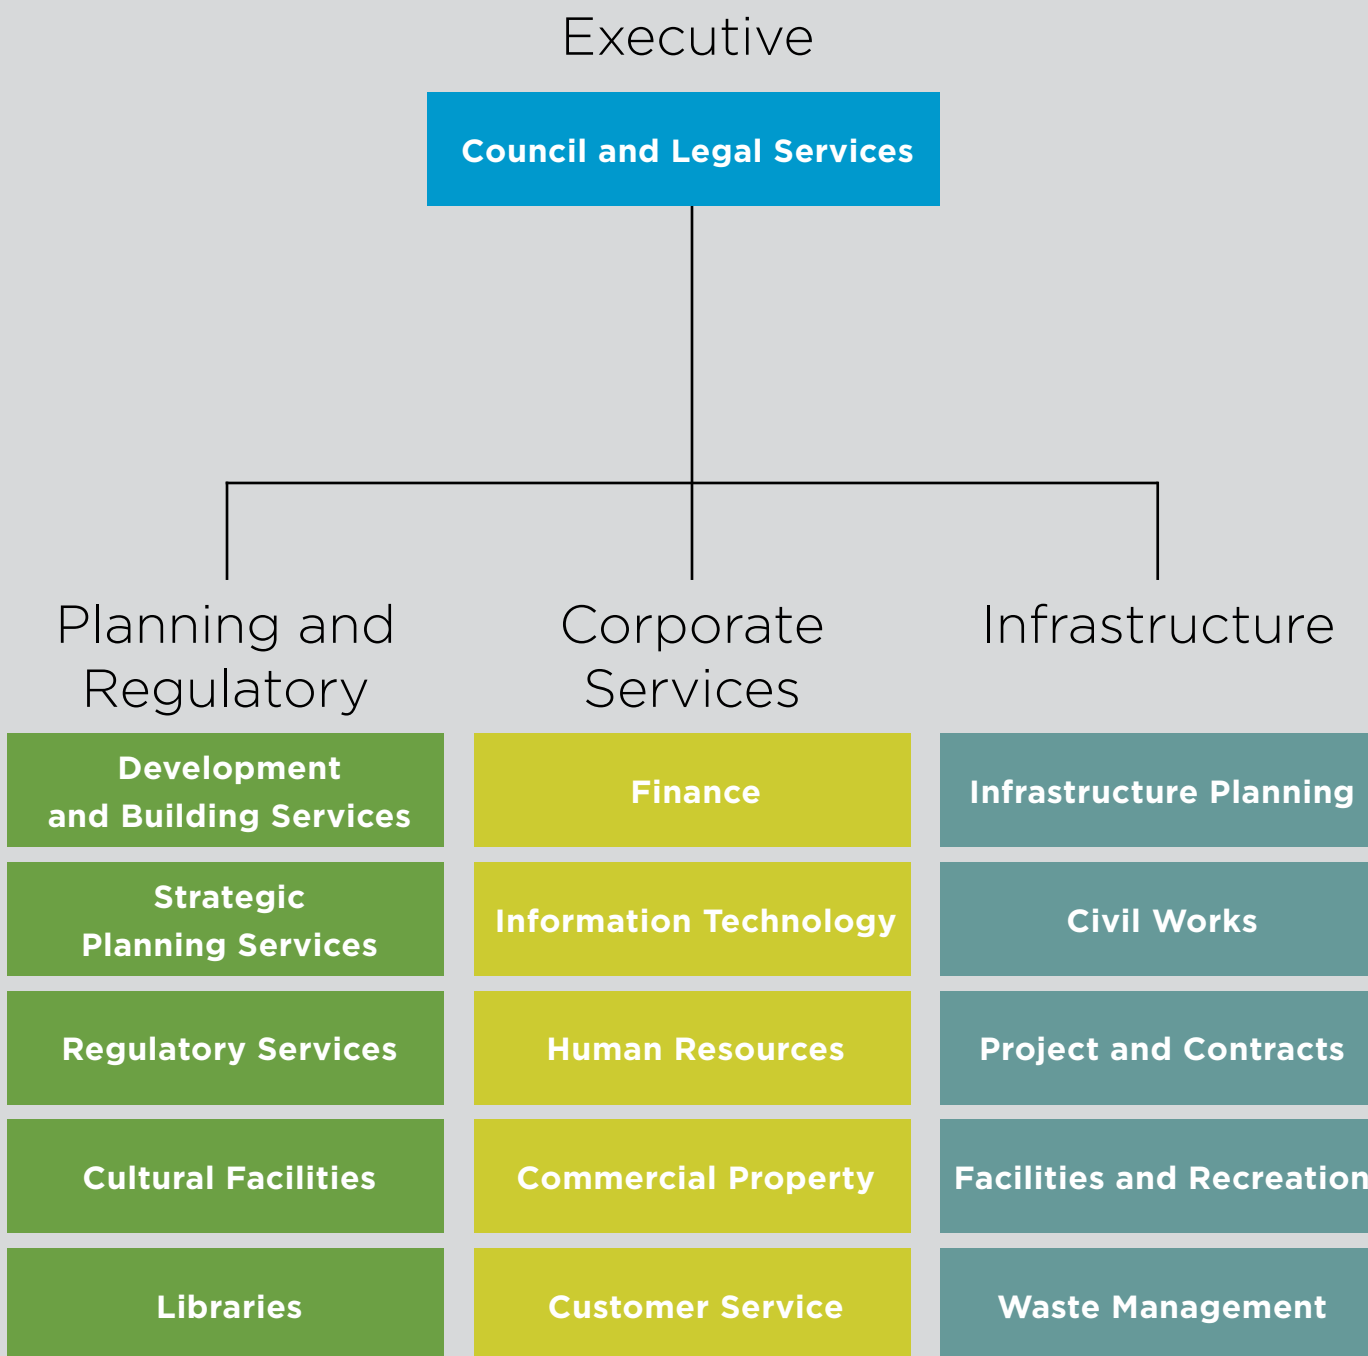 Executive
Council and Legal Services
Planning and
Regulatory
Development
and Building Services
Strategic
Planning Services
Regulatory Services
Cultural Facilities
Libraries
Corporate
Services
Finance
Information Technology
Human Resources
Commercial Property
Customer Service
Infrastructure
Infrastructure Planning
Civil Works
Project and Contracts
Facilities and Recreation
Waste Management